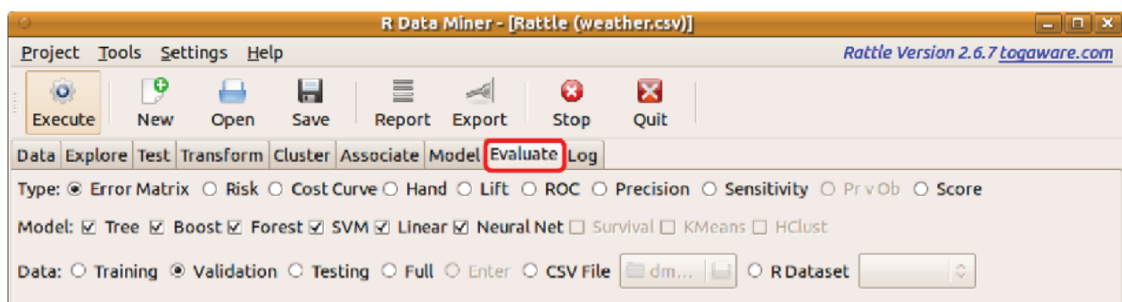 R Data Miner - [Rattle (weather.csv)]
Project Tools Settings Help Rattle Version 2.6.7 togaware.com
Execute New Open Save Report Export Stop Quit
Data Explore Test Transform Cluster Associate Model Evaluate Log
Type: Error Matrix Risk Cost Curve Hand Lift ROC Precision Sensitivity Pr v Ob Score
Model: Tree Boost Forest SVM Linear Neural Net Survival KMeans HClust
Data: Training Validation Testing Full Enter CSV File dm... R Dataset